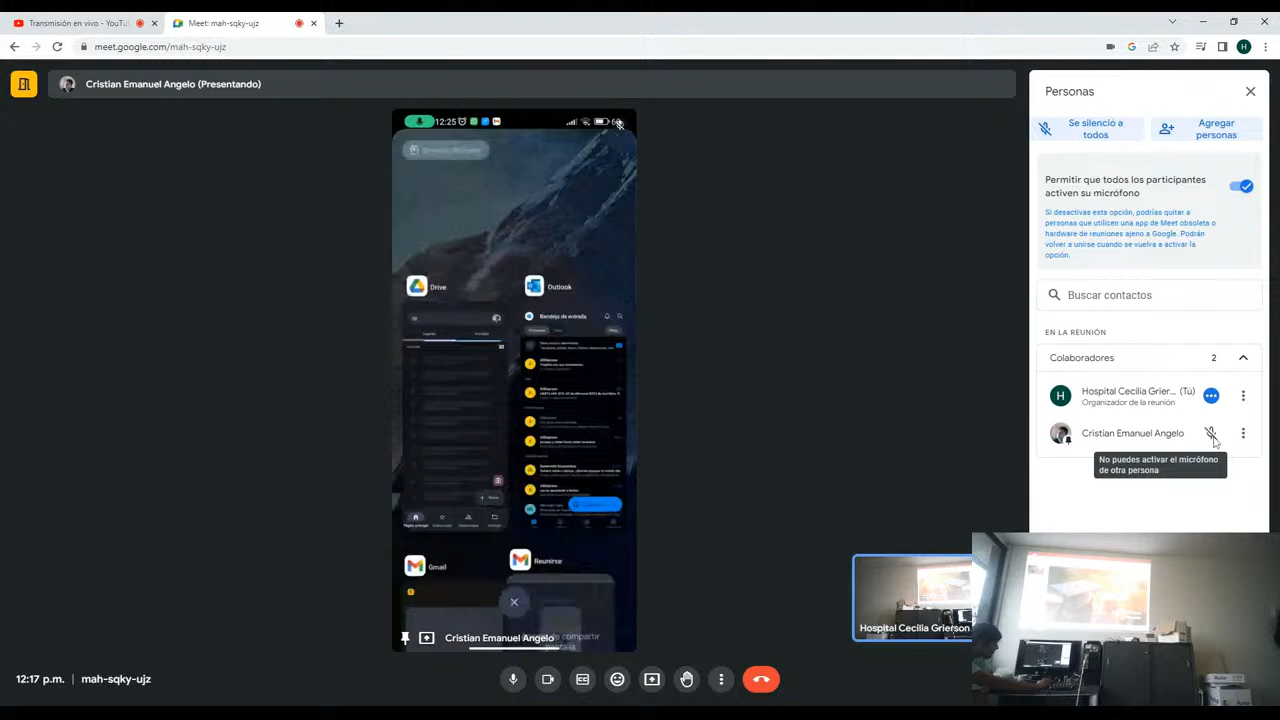 Transmisión en vivo - YouTu
Meet: mah-sqky-ujz
meet.google.com/mah-sqky-ujz
H
Cristian Emanuel Angelo (Presentando)
12:25
Drive
Outlook
Bandeja de entrada
Gmail
Reunirse
Cristian Emanuel Angelo
Personas
Se silenció a
todos
Agregar
personas
Permitir que todos los participantes
activen su micrófono
Si desactivas esta opción, podrías quitar a
personas que utilicen una app de Meet obsoleta o
hardware de reuniones ajeno a Google. Podrán
volver a unirse cuando se vuelva a activar la
opción.
Buscar contactos
EN LA REUNIÓN
Colaboradores 2
H
Hospital Cecilia Grier... (Tú)
Organizador de la reunión
Cristian Emanuel Angelo
No puedes activar el micrófono
de otra persona
Hospital Cecilia Grierson
12:17 p.m. mah-sqky-ujz